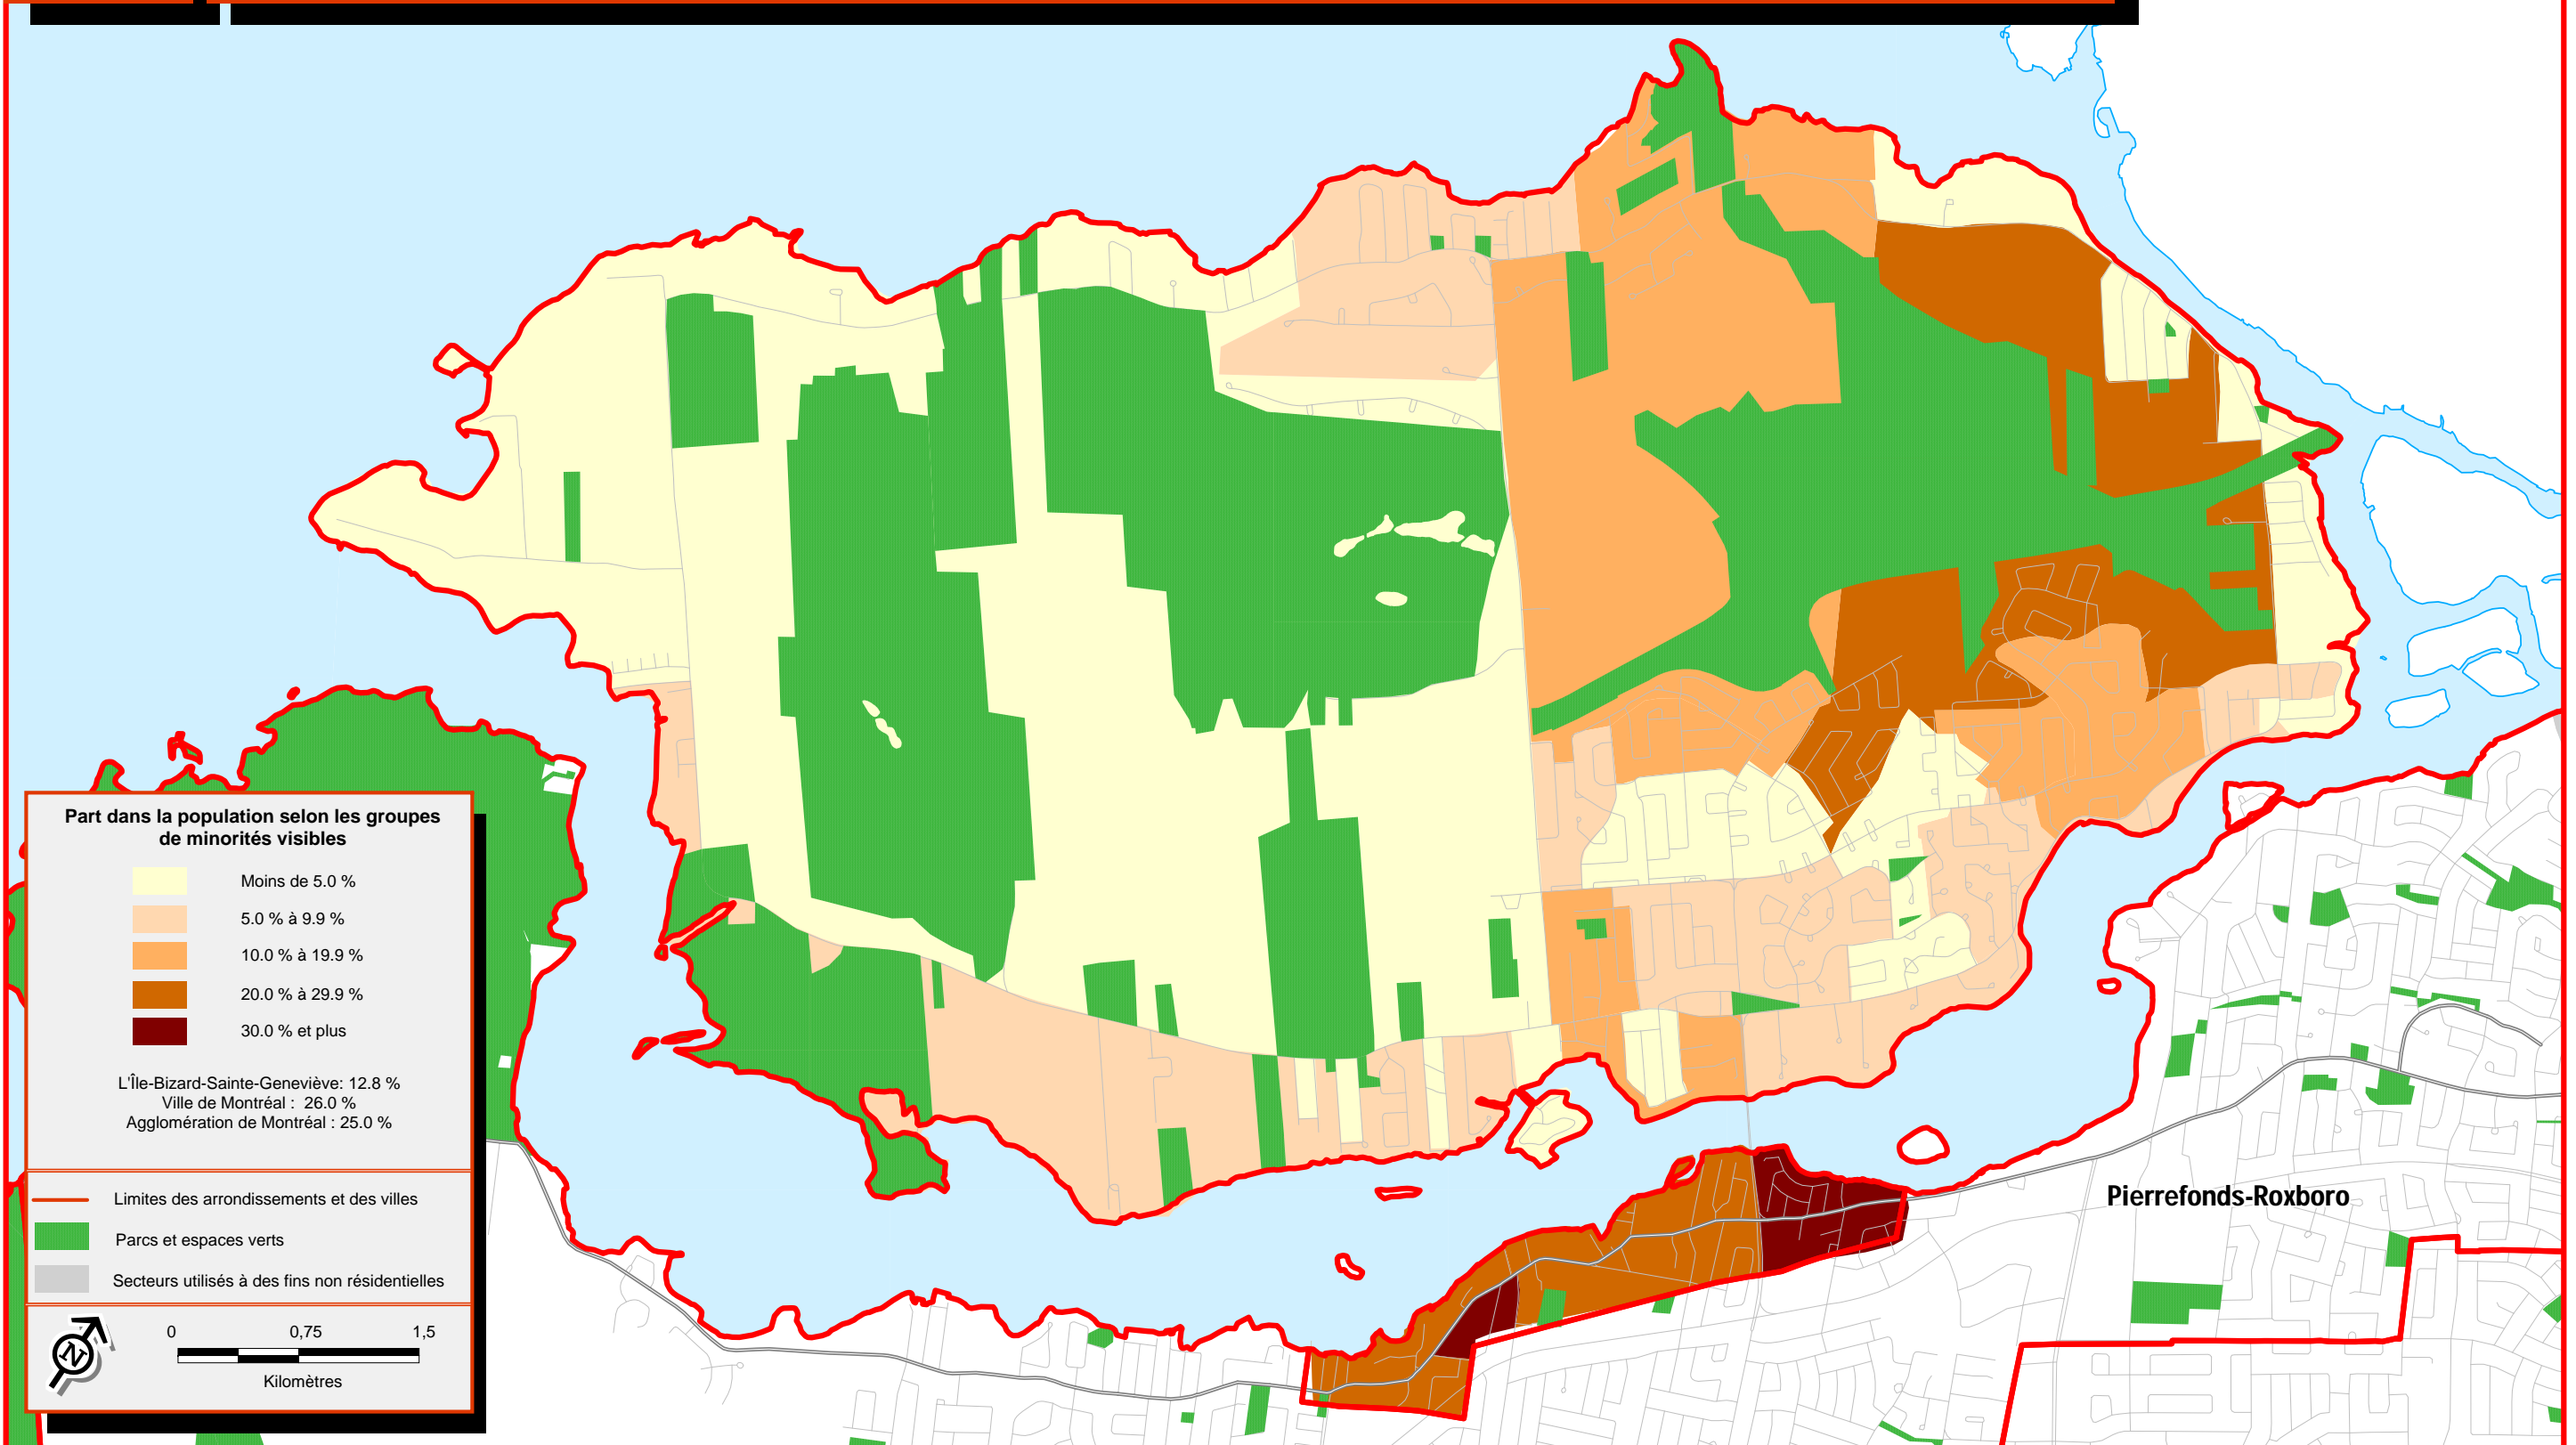 Part dans la population selon les groupes
de minorités visibles
Moins de 5.0 %
5.0 % à 9.9 %
10.0 % à 19.9 %
20.0 % à 29.9 %
30.0 % et plus
L'Île-Bizard-Sainte-Geneviève: 12.8 %
Ville de Montréal : 26.0 %
Agglomération de Montréal : 25.0 %
Limites des arrondissements et des villes
Parcs et espaces verts
Secteurs utilisés à des fins non résidentielles
N
0 0,75 1,5
Kilomètres
Pierrefonds-Roxboro